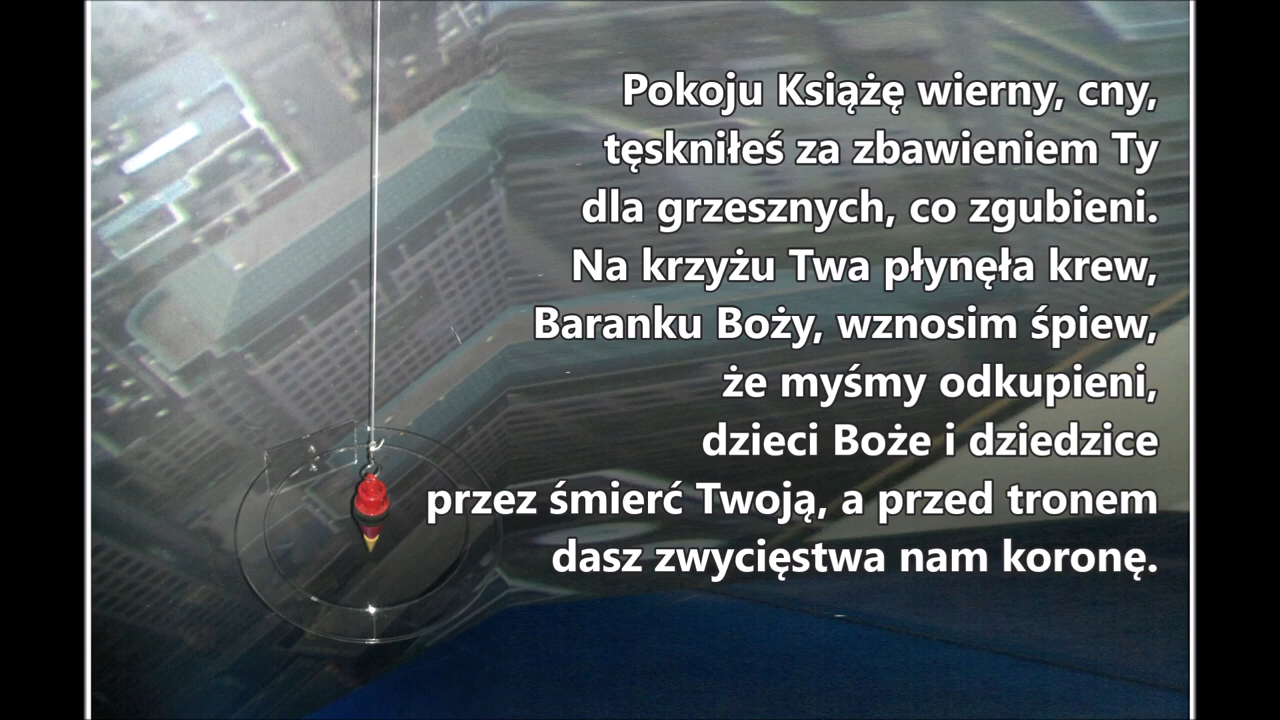 Pokoju Książę wierny, cny,
tęskniłeś za zbawieniem Ty
dla grzesznych, co zgubieni.
Na krzyżu Twa płynęła krew,
Baranku Boży, wznosim śpiew,
że myśmy odkupieni,
dzieci Boże i dziedzice
przez śmierć Twoją, a przed tronem
dasz zwycięstwa nam koronę.